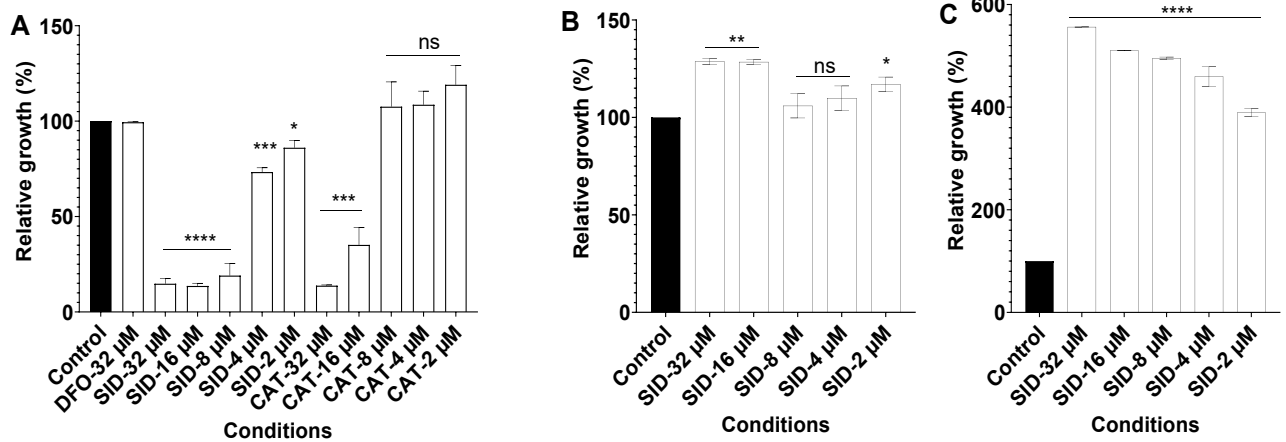 A
Relative growth (%)
150
100
50
0
****
***
*
***
ns
Control
DFO-32 µM
SID-32 µM
SID-16 µM
SID-8 µM
SID-4 µM
SID-2 µM
CAT-32 µM
CAT-16 µM
CAT-8 µM
CAT-4 µM
CAT-2 µM
Conditions
B
Relative growth (%)
150
100
50
0
**
ns
*
Control
SID-32 µM
SID-16 µM
SID-8 µM
SID-4 µM
SID-2 µM
Conditions
C
Relative growth (%)
600
400
200
0
****
Control
SID-32 µM
SID-16 µM
SID-8 µM
SID-4 µM
SID-2 µM
Conditions